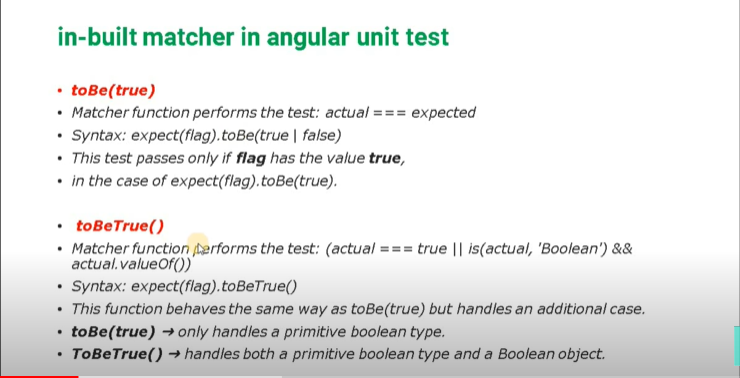 in-built matcher in angular unit test
• toBe(true)
• Matcher function performs the test: actual === expected
• Syntax: expect(flag).toBe(true | false)
• This test passes only if flag has the value true,
• in the case of expect(flag).toBe(true).
• toBeTrue()
• Matcher function performs the test: (actual === true || is(actual, 'Boolean') &&
actual.valueOf())
• Syntax: expect(flag).toBeTrue()
• This function behaves the same way as toBe(true) but handles an additional case.
• toBe(true) → only handles a primitive boolean type.
• ToBeTrue() → handles both a primitive boolean type and a Boolean object.